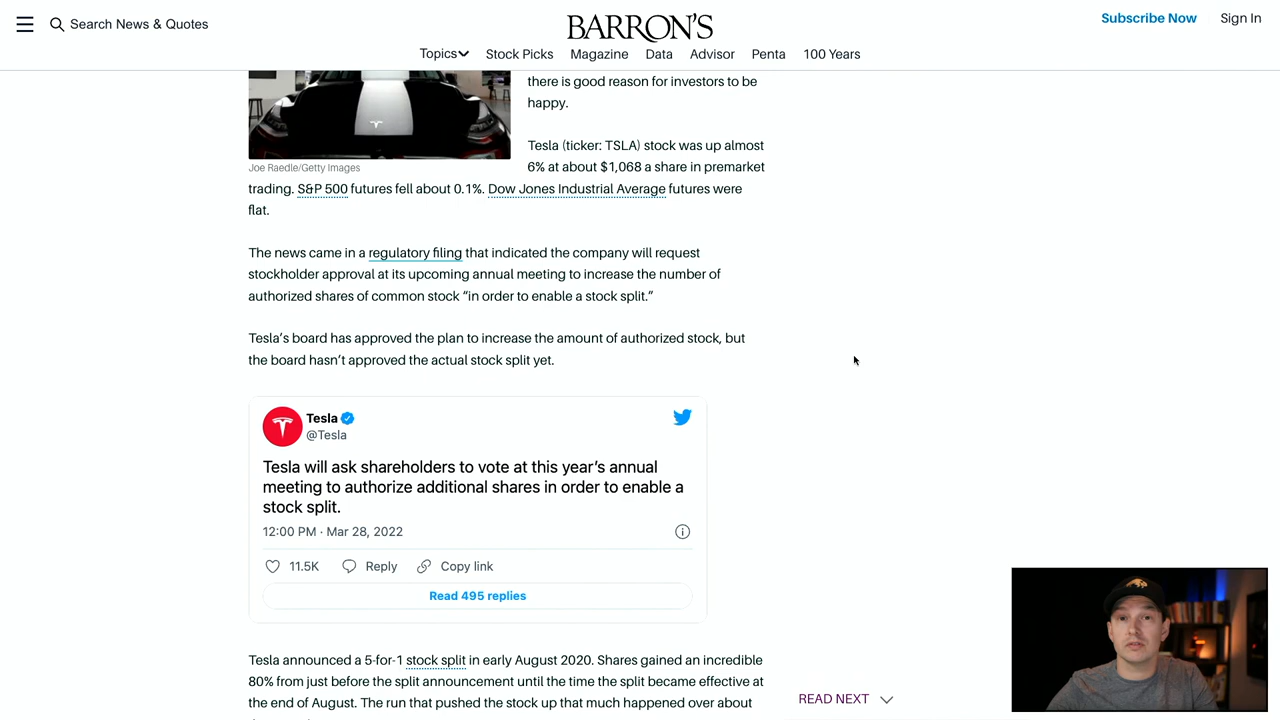 Search News & Quotes
BARRON'S
Subscribe Now
Sign In
Topics
Stock Picks
Magazine
Data
Advisor
Penta
100 Years
there is good reason for investors to be
happy.
Joe Raedle/Getty Images
Tesla (ticker: TSLA) stock was up almost
6% at about $1,068 a share in premarket
trading. S&P 500 futures fell about 0.1%. Dow Jones Industrial Average futures were
flat.
The news came in a regulatory filing that indicated the company will request
stockholder approval at its upcoming annual meeting to increase the number of
authorized shares of common stock “in order to enable a stock split.”
Tesla’s board has approved the plan to increase the amount of authorized stock, but
the board hasn’t approved the actual stock split yet.
Tesla
@Tesla
Tesla will ask shareholders to vote at this year’s annual
meeting to authorize additional shares in order to enable a
stock split.
12:00 PM · Mar 28, 2022
11.5K
Reply
Copy link
Read 495 replies
Tesla announced a 5-for-1 stock split in early August 2020. Shares gained an incredible
80% from just before the split announcement until the time the split became effective at
the end of August. The run that pushed the stock up that much happened over about
READ NEXT